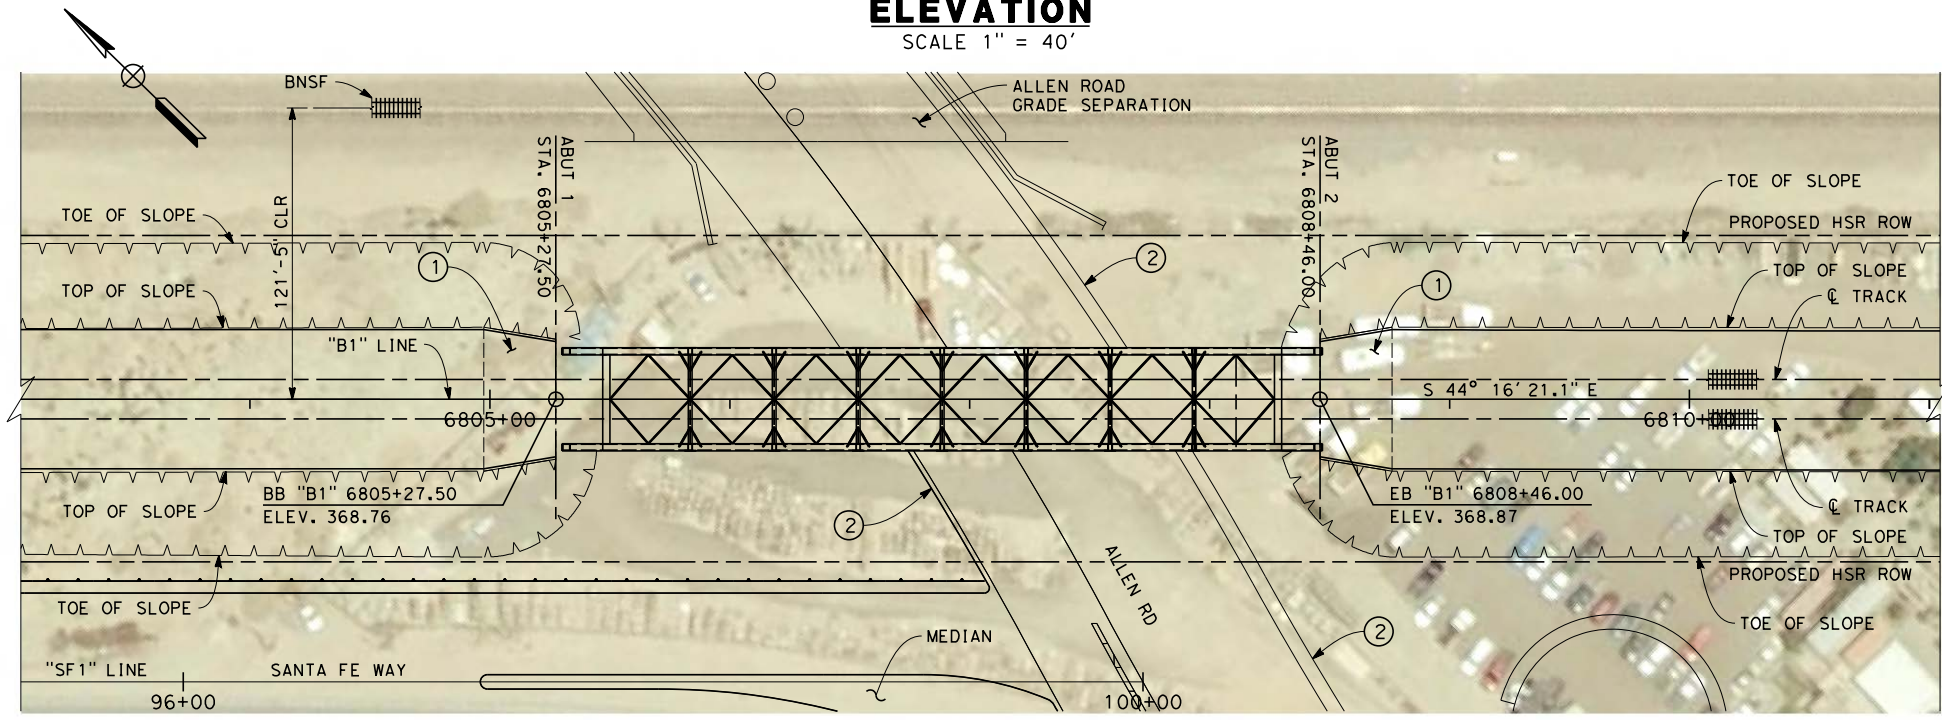 ELEVATION
SCALE 1" = 40'
BNSF
ALLEN ROAD
GRADE SEPARATION
121'-5" CLR
ABUT 1
STA. 6805+27.50
ABUT 2
STA. 6808+46.00
TOE OF SLOPE
TOE OF SLOPE
PROPOSED HSR ROW
1
2
TOP OF SLOPE
1
TOP OF SLOPE
℄ TRACK
"B1" LINE
S 44° 16' 21.1" E
6805+00
6810+00
BB "B1" 6805+27.50
ELEV. 368.76
EB "B1" 6808+46.00
ELEV. 368.87
TOP OF SLOPE
2
℄ TRACK
TOP OF SLOPE
PROPOSED HSR ROW
ALLEN RD
TOE OF SLOPE
TOE OF SLOPE
MEDIAN
2
"SF1" LINE
SANTA FE WAY
96+00
100+00